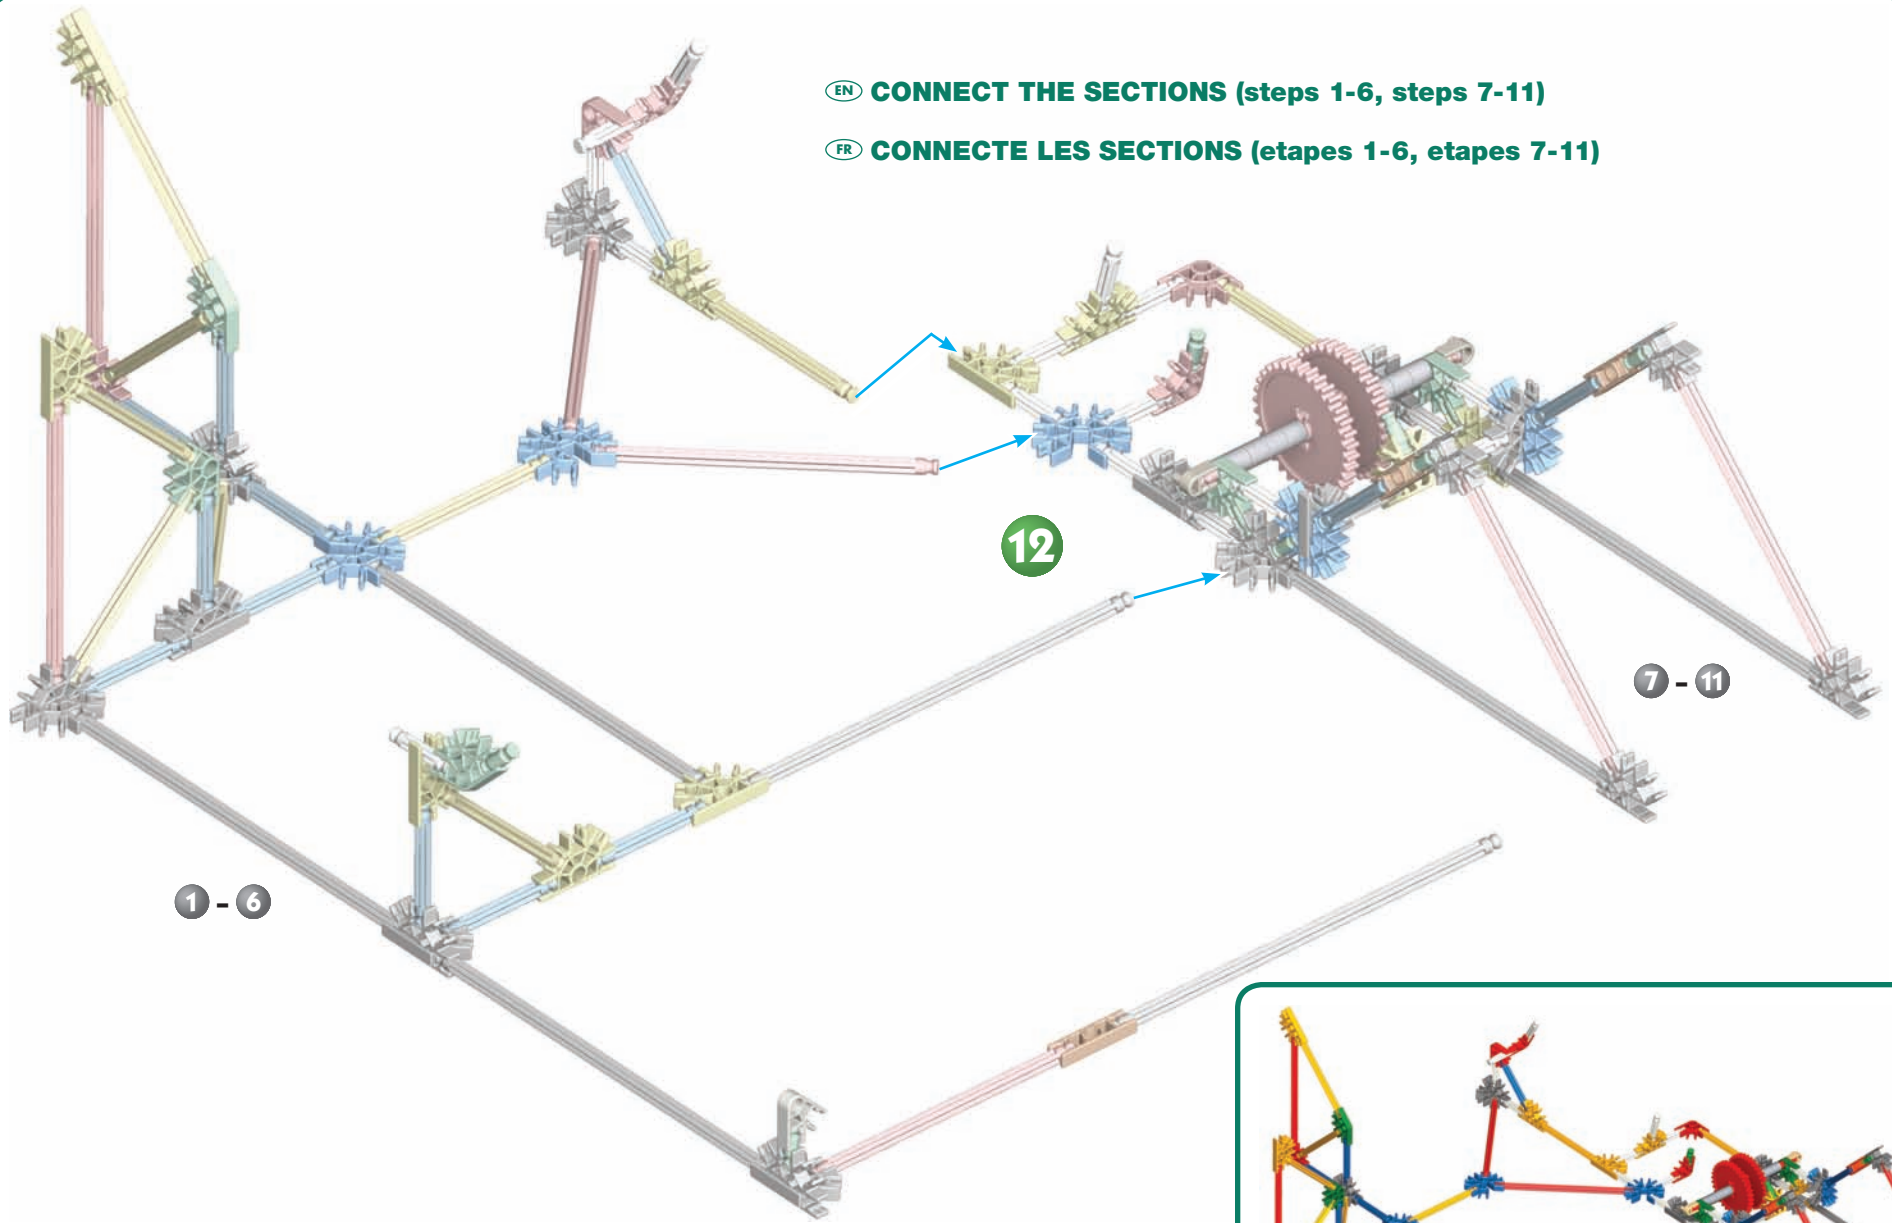 EN CONNECT THE SECTIONS (steps 1-6, steps 7-11)
FR CONNECTE LES SECTIONS (etapes 1-6, etapes 7-11)
12
7 - 11
1 - 6